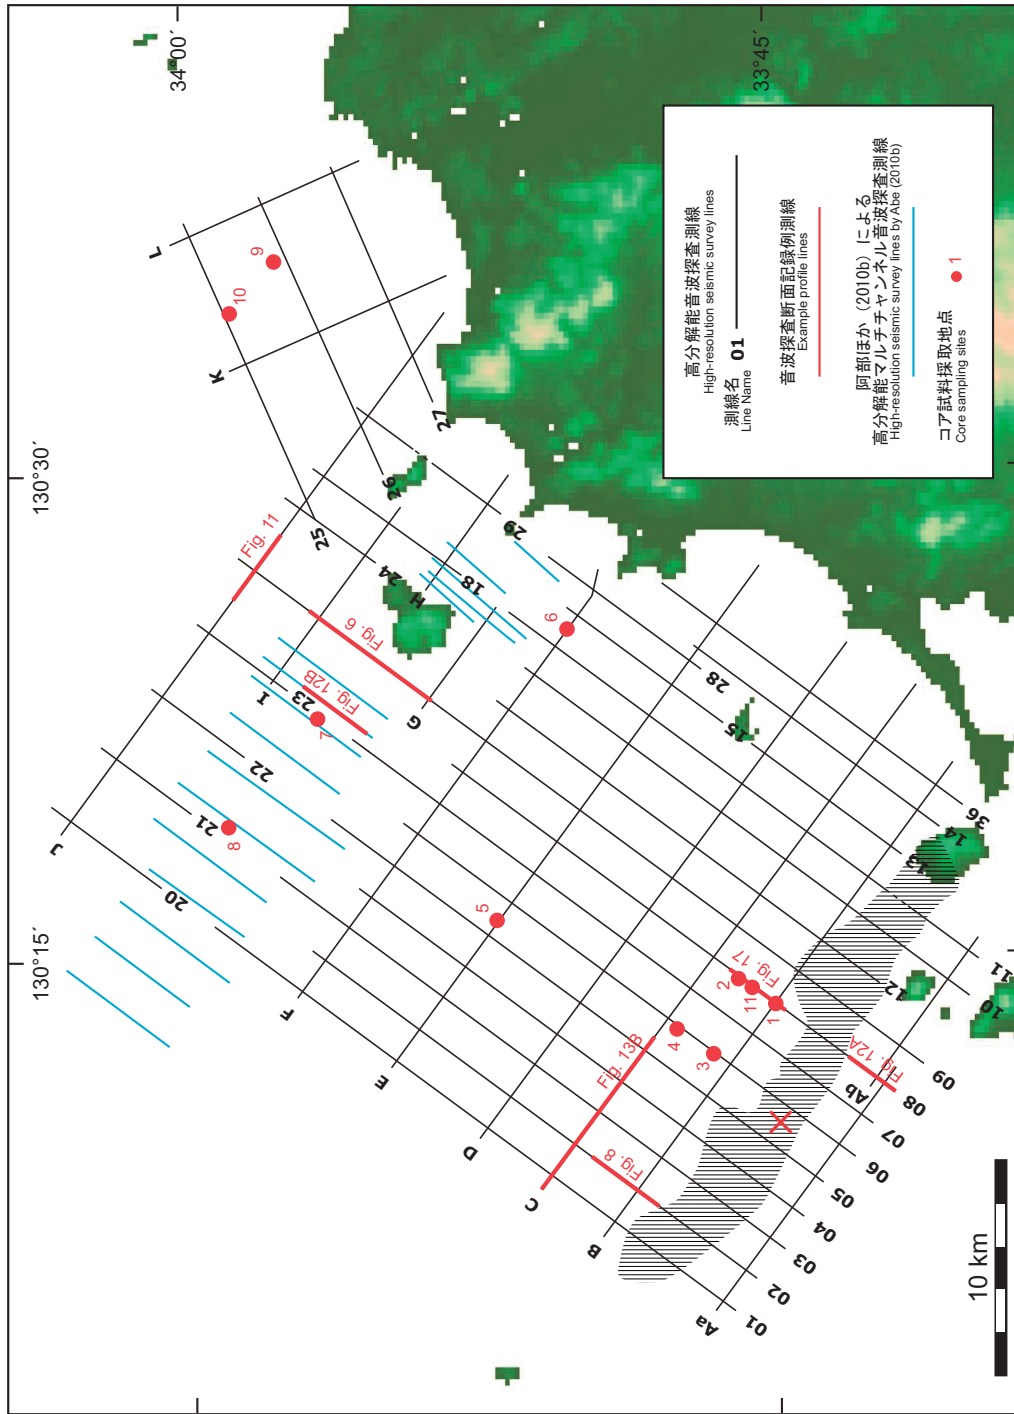 34°00′
33°45′
130°30′
130°15′
高分解能音波探査測線
High-resolution seismic survey lines
測線名 01
Line Name
音波探査断面記録例測線
Example profile lines
阿部ほか (2010b) による
高分解能マルチチャンネル音波探査測線
High-resolution seismic survey lines by Abe (2010b)
コア試料採取地点
Core sampling sites
1
10 km
L
K
J
I
H
G
F
E
D
C
B
Aa
Ab
01
02
03
04
05
06
07
08
09
10
11
12
13
14
36
15
28
18
29
20
21
22
23
24
25
26
27
Fig. 11
Fig. 6
Fig. 12B
Fig. 17
Fig. 13B
Fig. 8
Fig. 12A
1
2
3
4
5
6
7
8
9
10
11